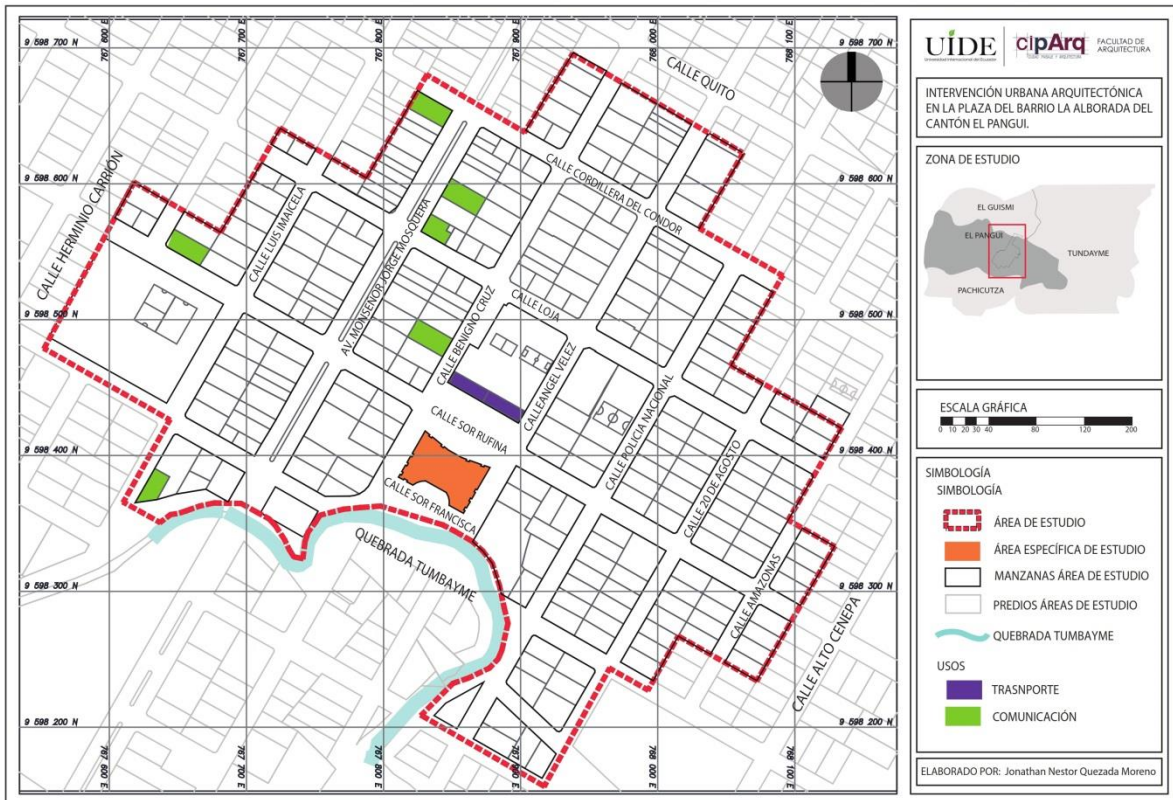 767 600 E
767 700 E
767 800 E
767 900 E
768 000 E
768 100 E
9 598 700 N
9 598 700 N
9 598 600 N
9 598 600 N
9 598 500 N
9 598 500 N
9 598 400 N
9 598 400 N
9 598 300 N
9 598 300 N
9 598 200 N
9 598 200 N
767 600 E
767 700 E
767 800 E
767 900 E
768 000 E
768 100 E
CALLE QUITO
CALLE CORDILLERA DEL CONDOR
CALLE HERMINIO CARRIÓN
CALLE LUIS IMAICELA
AV. MONSEÑOR JORGE MOSQUERA
CALLE BENIGNO CRUZ
CALLE LOJA
CALLEANGEL VELEZ
CALLE SOR RUFINA
CALLE POLICIA NACIONAL
CALLE 20 DE AGOSTO
CALLE SOR FRANCISCA
QUEBRADA TUMBAYME
CALLE AMAZONAS
CALLE ALTO CENEPA
UIDE
Universidad Internacional del Ecuador
cipArq
FACULTAD DE
ARQUITECTURA
INTERVENCIÓN URBANA ARQUITECTÓNICA
EN LA PLAZA DEL BARRIO LA ALBORADA DEL
CANTÓN EL PANGUI.
ZONA DE ESTUDIO
EL GUISMI
EL PANGUI
TUNDAYME
PACHICUTZA
ESCALA GRÁFICA
0 10 20 30 40 80 120 200
SIMBOLOGÍA
SIMBOLOGÍA
ÁREA DE ESTUDIO
ÁREA ESPECÍFICA DE ESTUDIO
MANZANAS ÁREA DE ESTUDIO
PREDIOS ÁREAS DE ESTUDIO
QUEBRADA TUMBAYME
USOS
TRASNPORTE
COMUNICACIÓN
ELABORADO POR: Jonathan Nestor Quezada Moreno